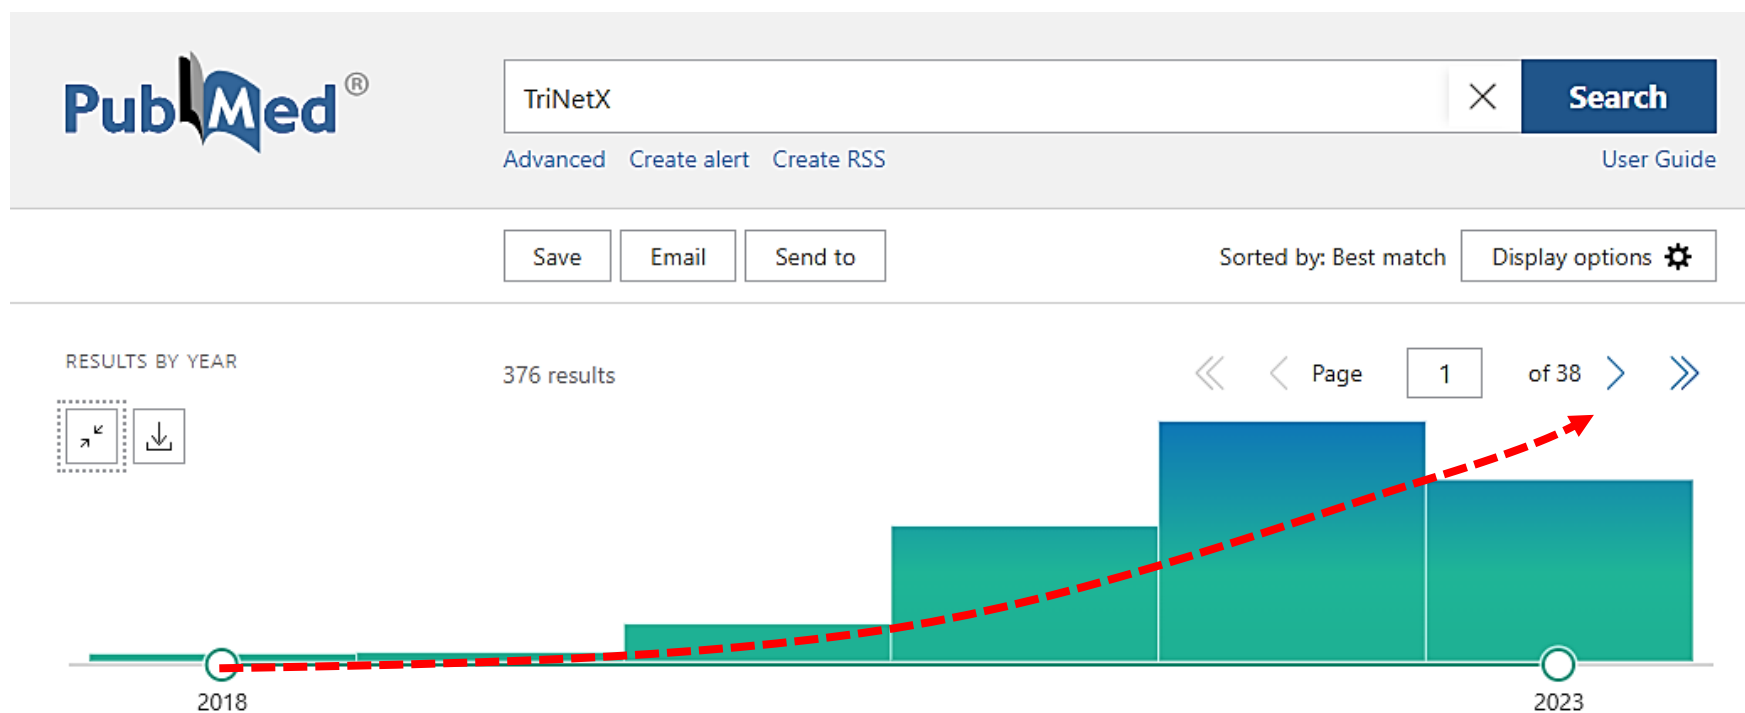 PubMed®
TriNetX
Search
Advanced Create alert Create RSS
User Guide
Save Email Send to
Sorted by: Best match Display options
RESULTS BY YEAR
376 results
Page 1 of 38
2018 2023